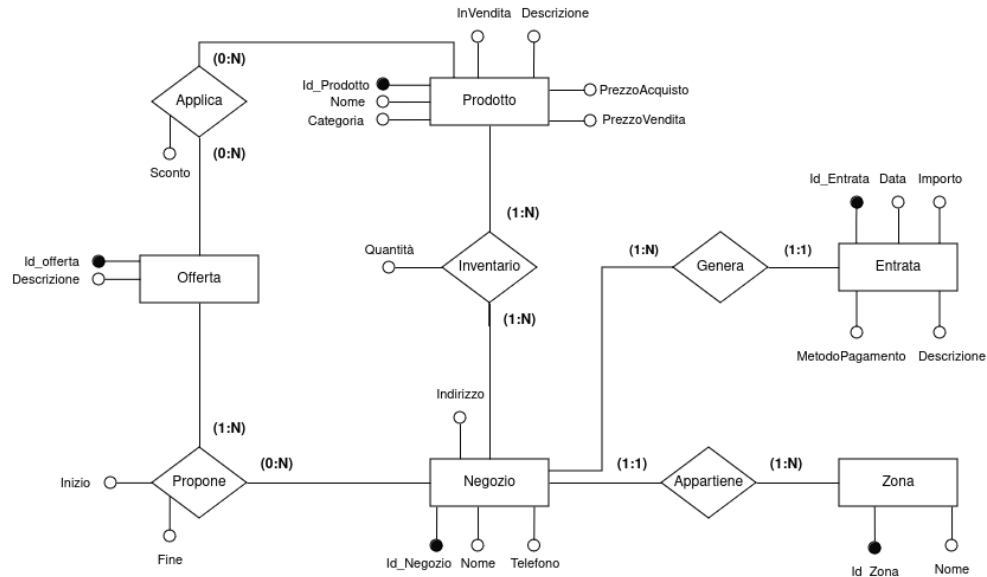 InVendita
Descrizione
(0:N)
Id_Prodotto
Nome
Categoria
Prodotto
PrezzoAcquisto
PrezzoVendita
Applica
(0:N)
Sconto
Id_Entrata
Data
Importo
(1:N)
Quantità
Inventario
(1:N)
Genera
(1:1)
Entrata
(1:N)
Id_offerta
Descrizione
Offerta
MetodoPagamento
Descrizione
Indirizzo
(1:N)
(0:N)
(1:1)
(1:N)
Inizio
Propone
Negozio
Appartiene
Zona
Fine
Id_Negozio
Nome
Telefono
Id_Zona
Nome